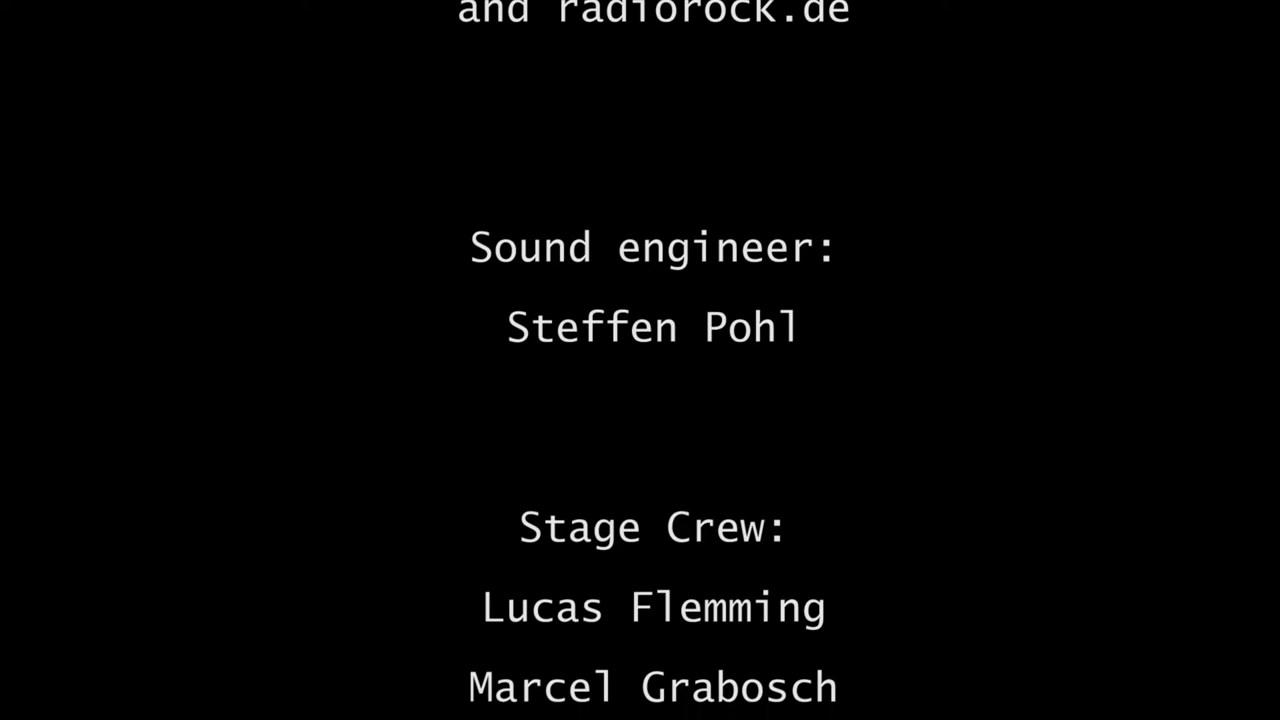 and radiorock.de
Sound engineer:
Steffen Pohl
Stage Crew:
Lucas Flemming
Marcel Grabosch